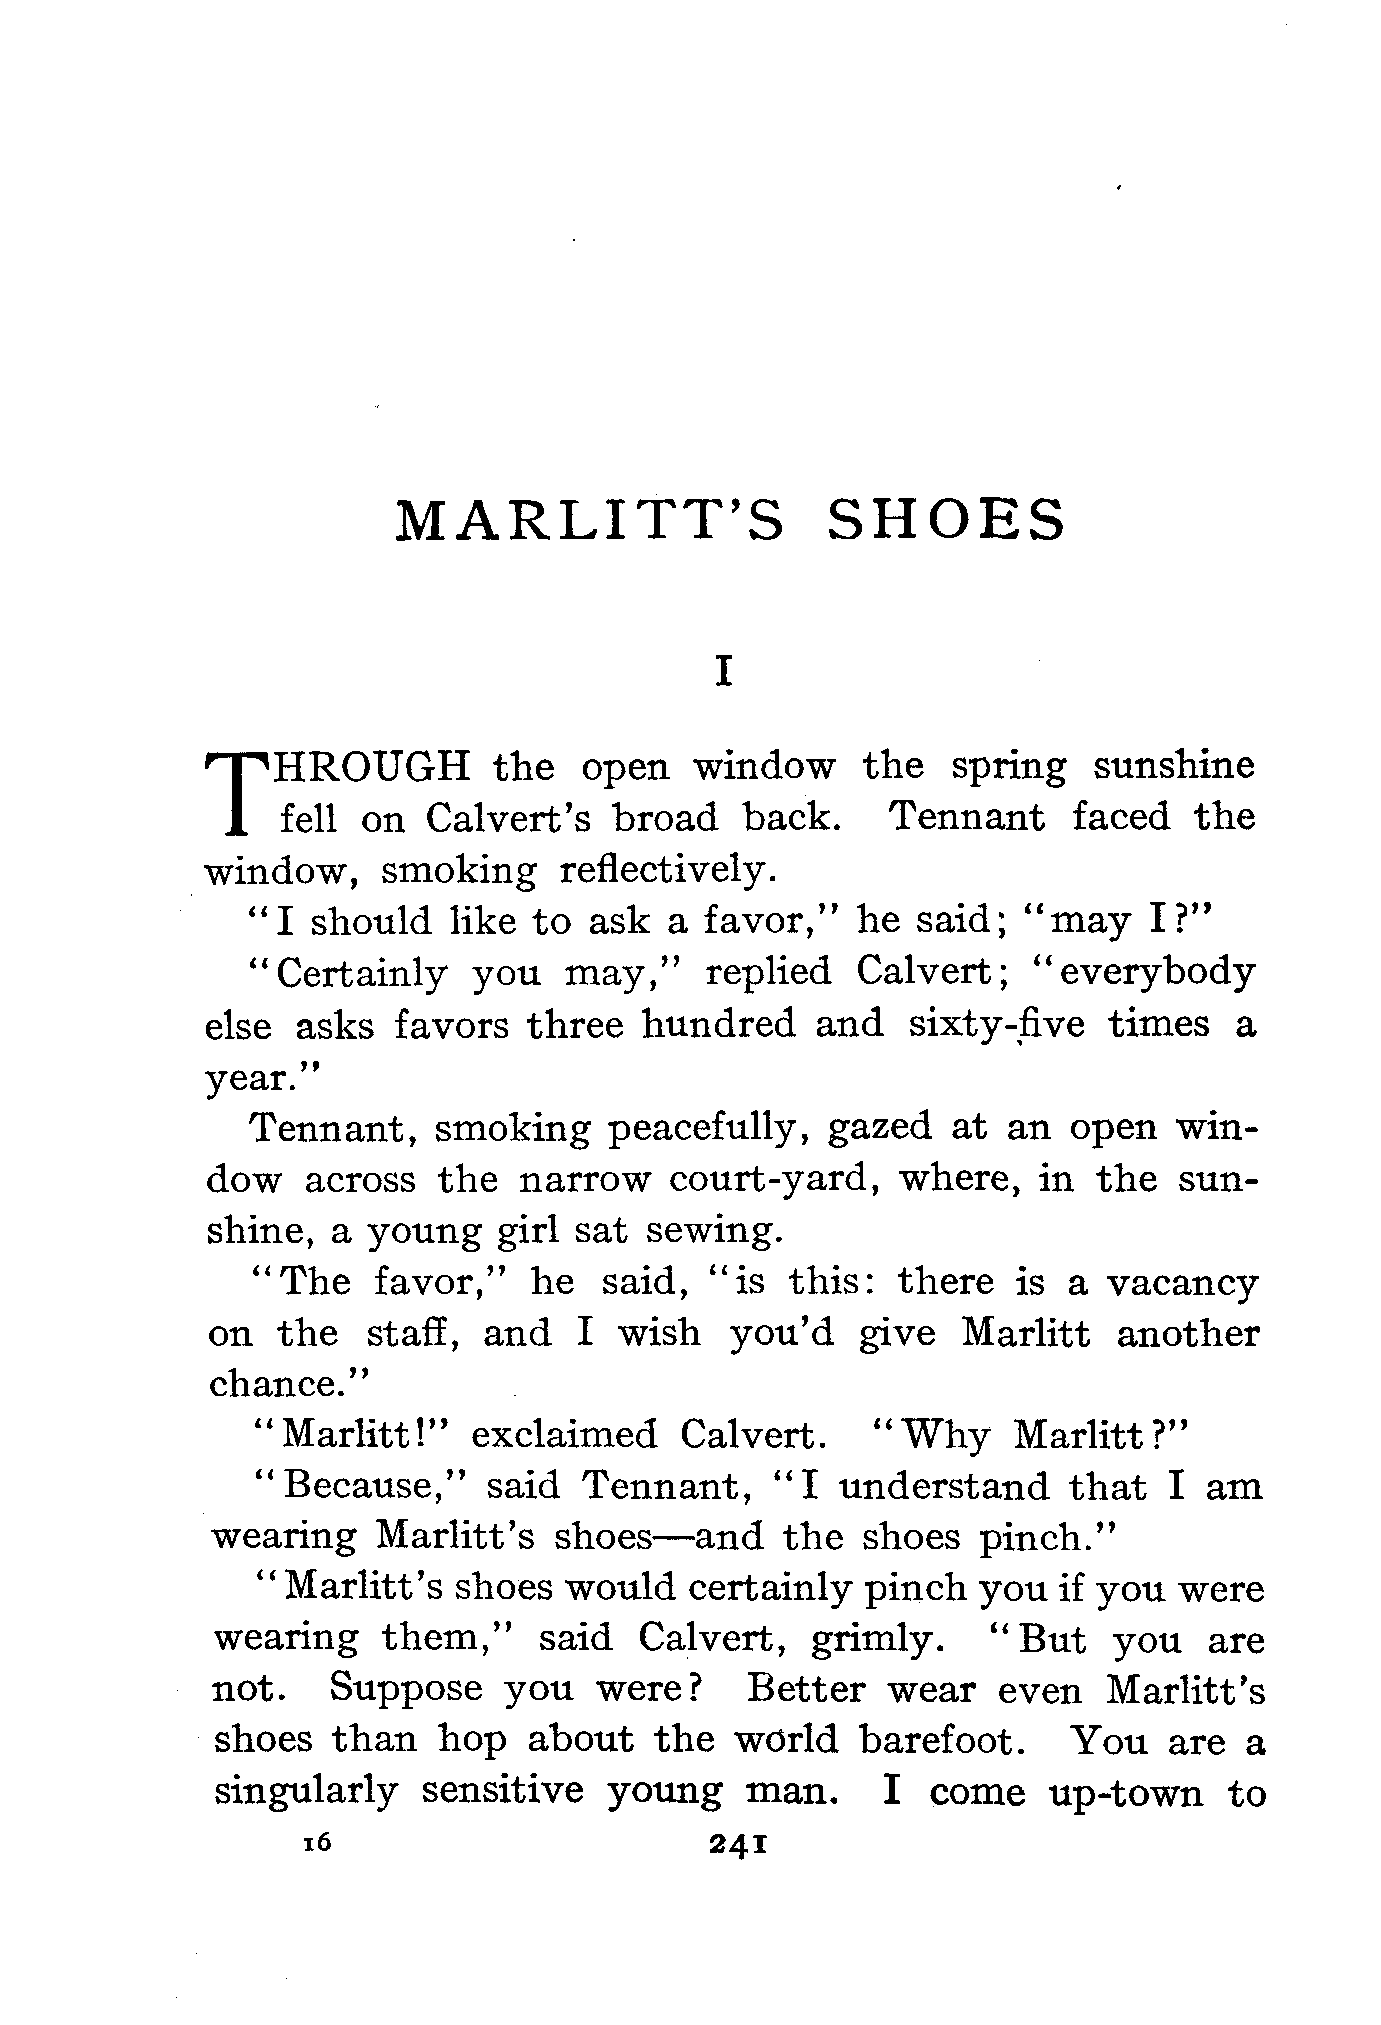 MARLITT'S SHOES
I
THROUGH the open window the spring sunshine
fell on Calvert's broad back. Tennant faced the
window, smoking reflectively.
"I should like to ask a favor," he said; "may I?"
"Certainly you may," replied Calvert; "everybody
else asks favors three hundred and sixty-five times a
year."
Tennant, smoking peacefully, gazed at an open win-
dow across the narrow court-yard, where, in the sun-
shine, a young girl sat sewing.
"The favor," he said, "is this: there is a vacancy
on the staff, and I wish you'd give Marlitt another
chance."
"Marlitt!" exclaimed Calvert. "Why Marlitt?"
"Because," said Tennant, "I understand that I am
wearing Marlitt's shoes—and the shoes pinch."
"Marlitt's shoes would certainly pinch you if you were
wearing them," said Calvert, grimly. "But you are
not. Suppose you were? Better wear even Marlitt's
shoes than hop about the world barefoot. You are a
singularly sensitive young man. I come up-town to
16 241